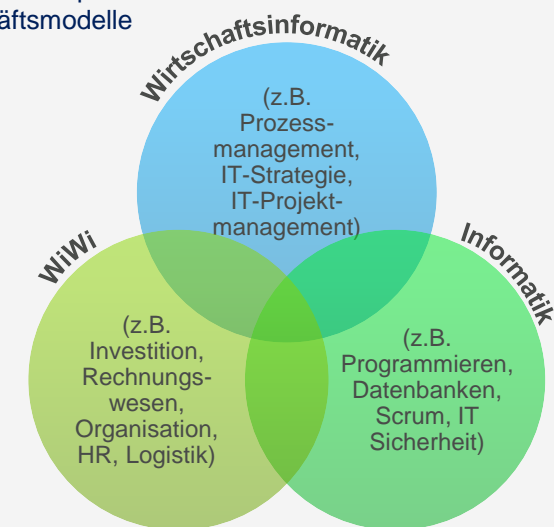 äftsmodelle
Wirtschaftsinformatik
(z.B.
Prozess-
management,
IT-Strategie,
IT-Projekt-
management)
WiWi
(z.B.
Investition,
Rechnungs-
wesen,
Organisation,
HR, Logistik)
Informatik
(z.B.
Programmieren,
Datenbanken,
Scrum, IT
Sicherheit)